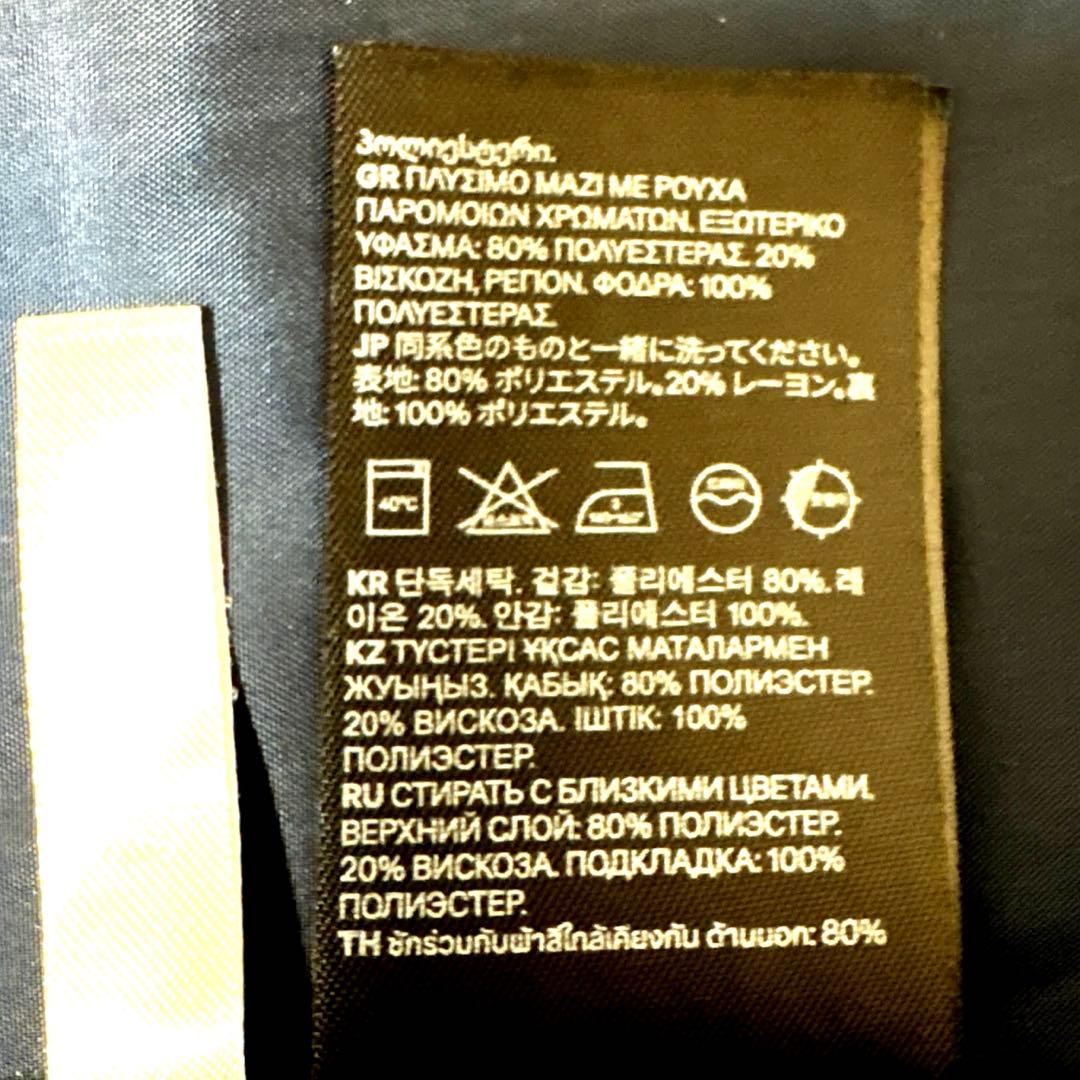 პოლიესტერი.
GR ΠΛΥΣΙΜΟ ΜΑΖΙ ΜΕ ΡΟΥΧΑ
ΠΑΡΟΜΟΙΩΝ ΧΡΩΜΑΤΩΝ. ΕΞΩΤΕΡΙΚΟ
ΥΦΑΣΜΑ: 80% ΠΟΛΥΕΣΤΕΡΑΣ. 20%
ΒΙΣΚΟΖΗ, ΡΕΓΙΟΝ. ΦΟΔΡΑ: 100%
ΠΟΛΥΕΣΤΕΡΑΣ.
JP 同系色のものと一緒に洗ってください。
表地: 80% ポリエステル。20% レーヨン。裏
地: 100% ポリエステル。
40°C
KR 단독세탁. 겉감: 폴리에스터 80%. 레
이온 20%. 안감: 폴리에스터 100%.
KZ ТҮСТЕРІ ҰҚСАС МАТАЛАРМЕН
ЖУЫҢЫЗ. ҚАБЫҚ: 80% ПОЛИЭСТЕР.
20% ВИСКОЗА. ІШТІК: 100%
ПОЛИЭСТЕР.
RU СТИРАТЬ С БЛИЗКИМИ ЦВЕТАМИ.
ВЕРХНИЙ СЛОЙ: 80% ПОЛИЭСТЕР.
20% ВИСКОЗА. ПОДКЛАДКА: 100%
ПОЛИЭСТЕР.
TH ซักร่วมกับผ้าสีใกล้เคียงกัน ด้านนอก: 80%